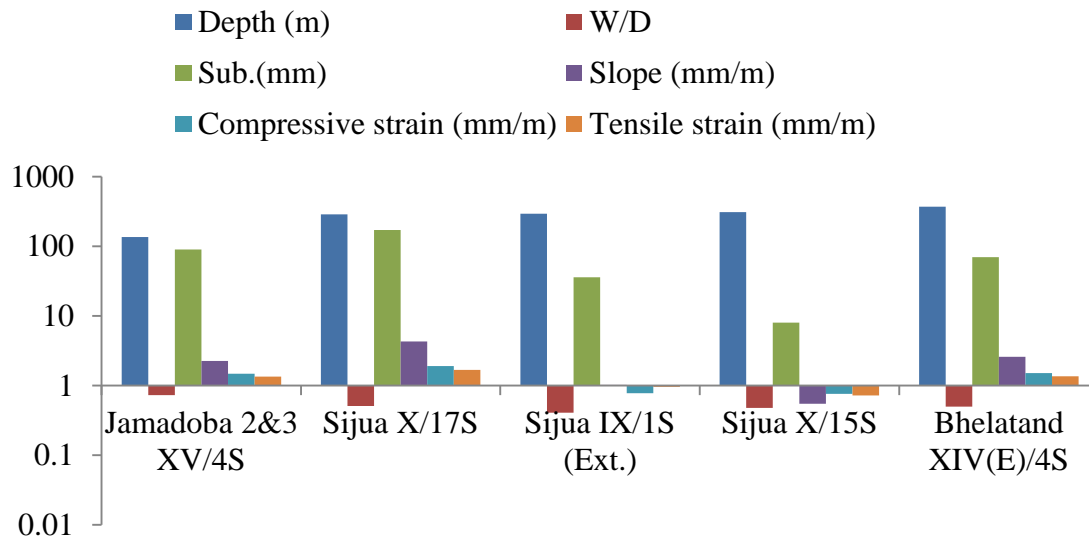 Depth (m) W/D
Sub.(mm) Slope (mm/m)
Compressive strain (mm/m) Tensile strain (mm/m)
1000
100
10
1
0.1
0.01
Jamadoba 2&3
XV/4S
Sijua X/17S
Sijua IX/1S
(Ext.)
Sijua X/15S
Bhelatand
XIV(E)/4S